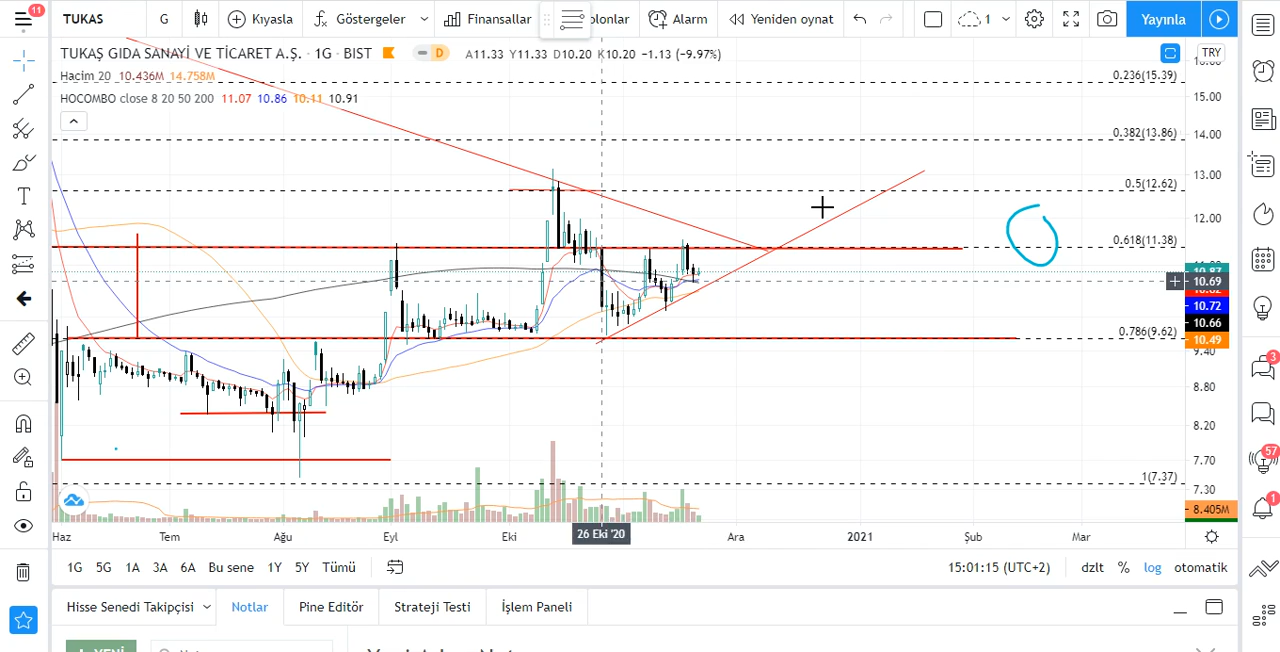 11
TUKAS
G
Kıyasla
Göstergeler
Finansallar
olonlar
Alarm
Yeniden oynat
1
Yayınla
TUKAŞ GIDA SANAYİ VE TİCARET A.Ş. · 1G · BIST
D
A11.33 Y11.33 D10.20 K10.20 −1.13 (−9.97%)
TRY
Hacim 20 10.436M 14.758M
0.236(15.39)
HOCOMBO close 8 20 50 200 11.07 10.86 10.11 10.91
15.00
0.382(13.86)
14.00
13.00
0.5(12.62)
12.00
0.618(11.38)
10.69
10.72
10.66
0.786(9.62)
10.49
9.40
3
8.80
8.20
57
7.70
1(7.37)
7.30
1
8.405M
Haz
Tem
Ağu
Eyl
Eki
26 Eki '20
Ara
2021
Şub
Mar
1G
5G
1A
3A
6A
Bu sene
1Y
5Y
Tümü
15:01:15 (UTC+2)
dzlt
%
log
otomatik
Hisse Senedi Takipçisi
Notlar
Pine Editör
Strateji Testi
İşlem Paneli